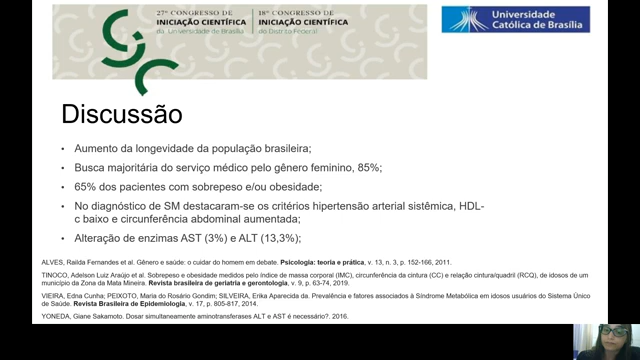 27º CONGRESSO DE
INICIAÇÃO CIENTÍFICA
da Universidade de Brasília
18º CONGRESSO DE
INICIAÇÃO CIENTÍFICA
do Distrito Federal
Universidade
Católica de Brasília
Discussão
• Aumento da longevidade da população brasileira;
• Busca majoritária do serviço médico pelo gênero feminino, 85%;
• 65% dos pacientes com sobrepeso e/ou obesidade;
• No diagnóstico de SM destacaram-se os critérios hipertensão arterial sistêmica, HDL-
c baixo e circunferência abdominal aumentada;
• Alteração de enzimas AST (3%) e ALT (13,3%);
ALVES, Railda Fernandes et al. Gênero e saúde: o cuidar do homem em debate. Psicologia: teoria e prática, v. 13, n. 3, p. 152-166, 2011.
TINOCO, Adelson Luiz Araújo et al. Sobrepeso e obesidade medidos pelo índice de massa corporal (IMC), circunferência da cintura (CC) e relação cintura/quadril (RCQ), de idosos de um
município da Zona da Mata Mineira. Revista brasileira de geriatria e gerontologia, v. 9, p. 63-74, 2019.
VIEIRA, Edna Cunha; PEIXOTO, Maria do Rosário Gondim; SILVEIRA, Erika Aparecida da. Prevalência e fatores associados à Síndrome Metabólica em idosos usuários do Sistema Único
de Saúde. Revista Brasileira de Epidemiologia, v. 17, p. 805-817, 2014.
YONEDA, Giane Sakamoto. Dosar simultaneamente aminotransferases ALT e AST é necessário?. 2016.